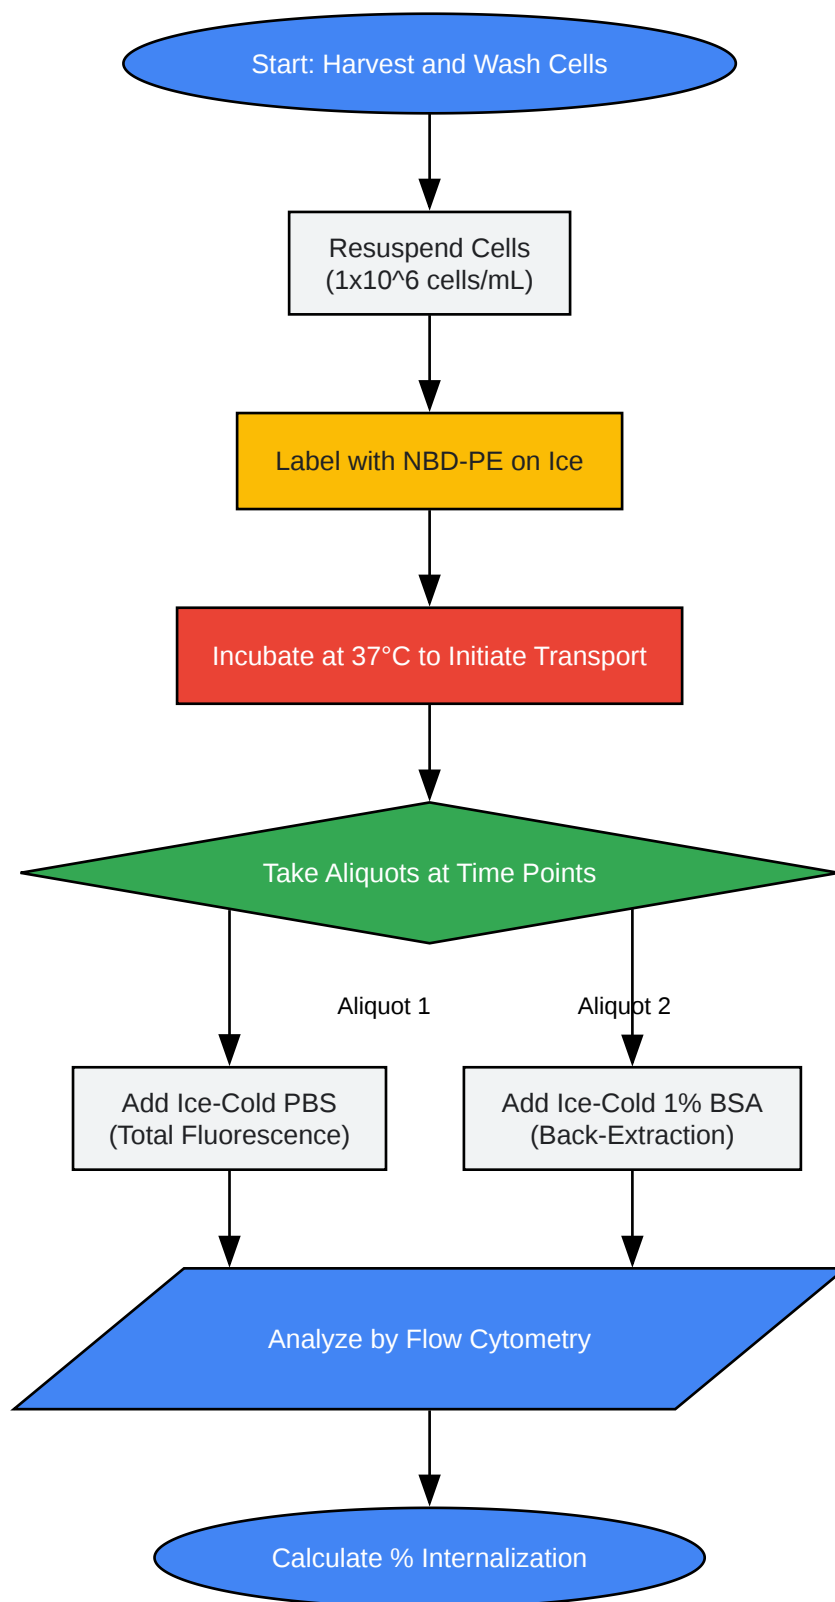 Start: Harvest and Wash Cells
Resuspend Cells
(1x10^6 cells/mL)
Label with NBD-PE on Ice
Incubate at 37°C to Initiate Transport
Take Aliquots at Time Points
Aliquot 1
Aliquot 2
Add Ice-Cold PBS
(Total Fluorescence)
Add Ice-Cold 1% BSA
(Back-Extraction)
Analyze by Flow Cytometry
Calculate % Internalization